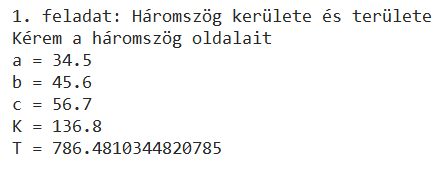 1. feladat: Háromszög kerülete és területe
Kérem a háromszög oldalait
a = 34.5
b = 45.6
c = 56.7
K = 136.8
T = 786.4810344820785